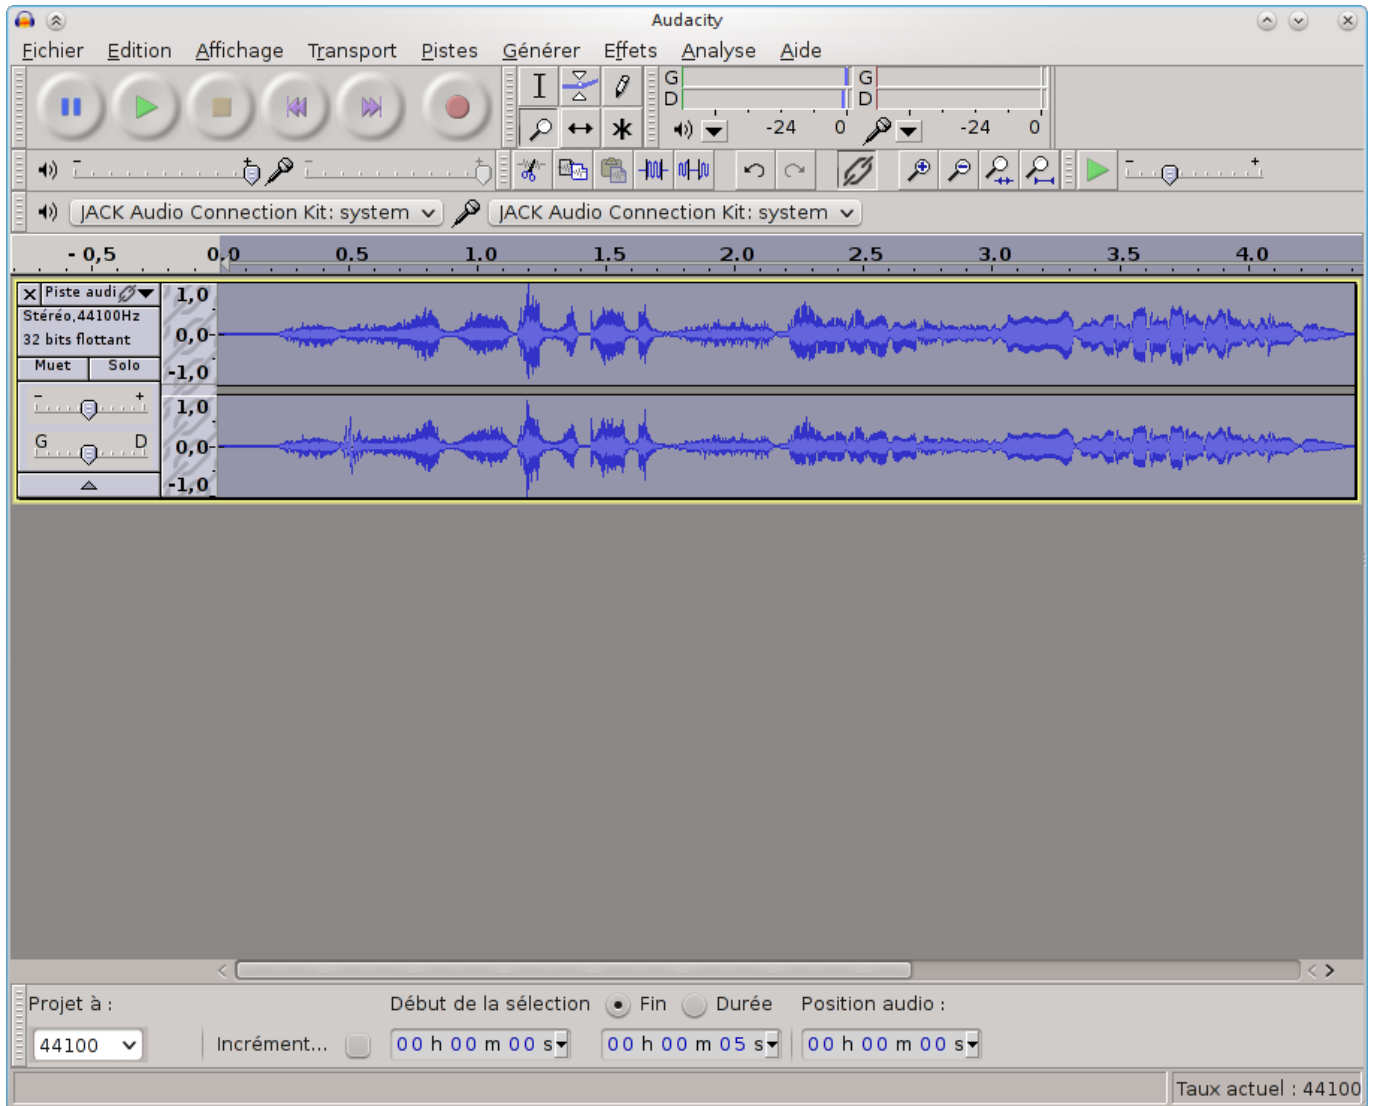 Audacity
Fichier Edition Affichage Transport Pistes Générer Effets Analyse Aide
G G
D D
-24 0 -24 0
- + - +
- +
JACK Audio Connection Kit: system JACK Audio Connection Kit: system
- 0,5 0,0 0.5 1.0 1.5 2.0 2.5 3.0 3.5 4.0
X Piste audi 1,0
Stéréo,44100Hz
32 bits flottant 0,0-
Muet Solo -1,0
- + 1,0
G D 0,0-
-1,0
Projet à : Début de la sélection Fin Durée Position audio :
44100 Incrément... 00 h 00 m 00 s 00 h 00 m 05 s 00 h 00 m 00 s
Taux actuel : 44100